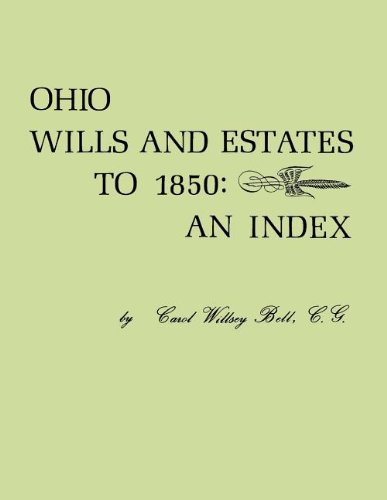 OHIO
WILLS AND ESTATES
TO 1850:
AN INDEX
by Carol Willsey Bell, C.G.